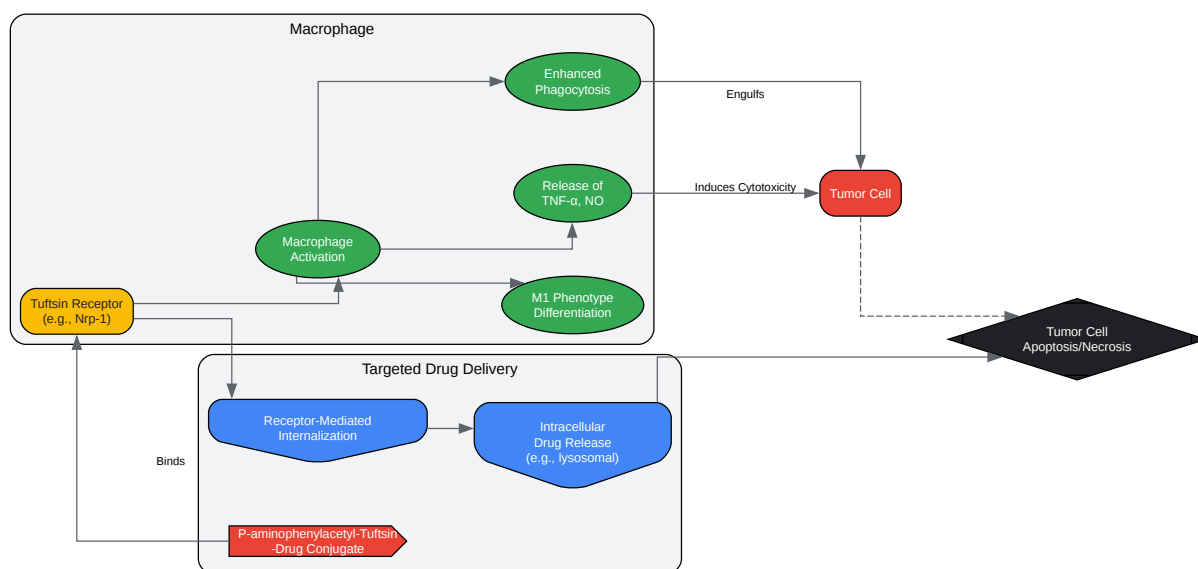 Macrophage
Enhanced
Phagocytosis
Engulfs
Release of
TNF-α, NO
Induces Cytotoxicity
Tumor Cell
Macrophage
Activation
M1 Phenotype
Differentiation
Tuftsin Receptor
(e.g., Nrp-1)
Tumor Cell
Apoptosis/Necrosis
Targeted Drug Delivery
Receptor-Mediated
Internalization
Intracellular
Drug Release
(e.g., lysosomal)
Binds
P-aminophenylacetyl-Tuftsin
-Drug Conjugate